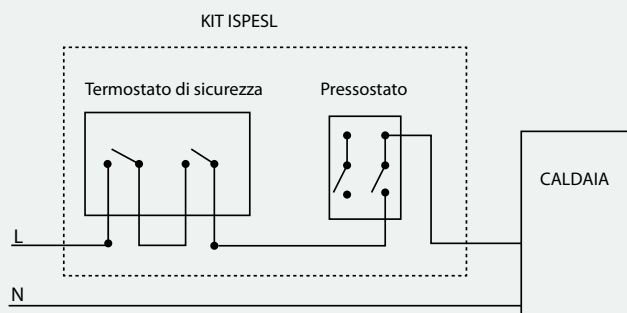 KIT ISPESL
Termostato di sicurezza
Pressostato
CALDAIA
L
N